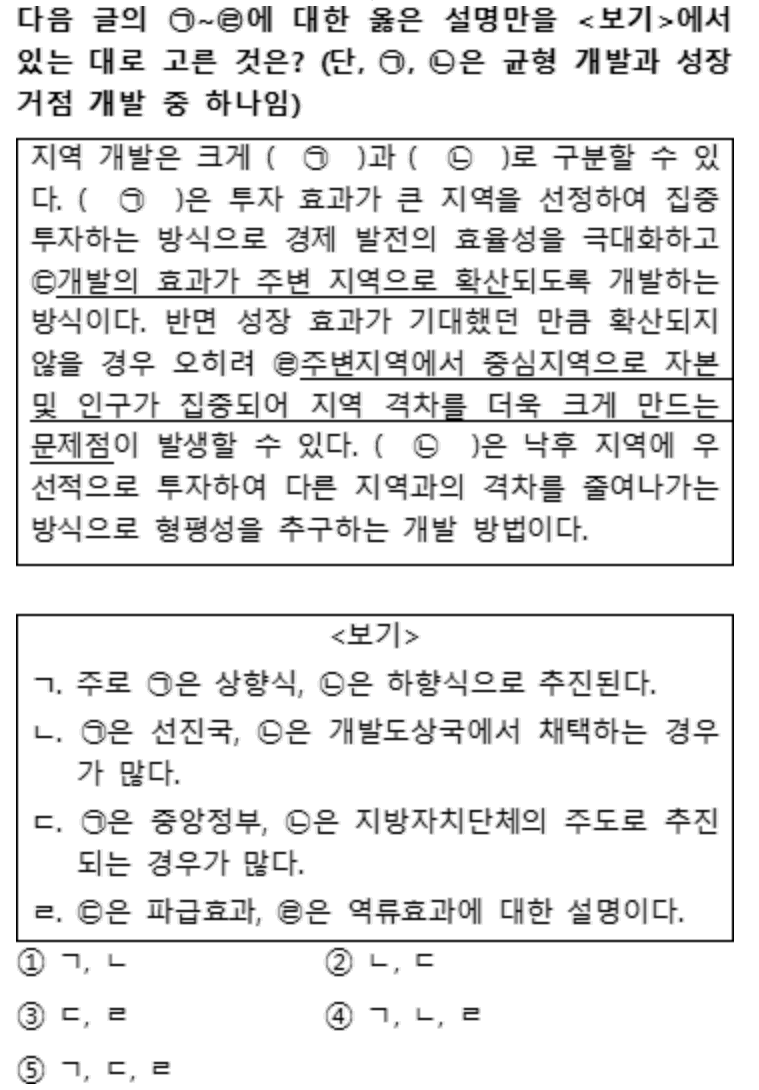 다음 글의 ㉠~㉣에 대한 옳은 설명만을 <보기>에서
있는 대로 고른 것은? (단, ㉠, ㉡은 균형 개발과 성장
거점 개발 중 하나임)
지역 개발은 크게 ( ㉠ )과 ( ㉡ )로 구분할 수 있
다. ( ㉠ )은 투자 효과가 큰 지역을 선정하여 집중
투자하는 방식으로 경제 발전의 효율성을 극대화하고
㉢개발의 효과가 주변 지역으로 확산되도록 개발하는
방식이다. 반면 성장 효과가 기대했던 만큼 확산되지
않을 경우 오히려 ㉣주변지역에서 중심지역으로 자본
및 인구가 집중되어 지역 격차를 더욱 크게 만드는
문제점이 발생할 수 있다. ( ㉡ )은 낙후 지역에 우
선적으로 투자하여 다른 지역과의 격차를 줄여나가는
방식으로 형평성을 추구하는 개발 방법이다.
<보기>
ㄱ. 주로 ㉠은 상향식, ㉡은 하향식으로 추진된다.
ㄴ. ㉠은 선진국, ㉡은 개발도상국에서 채택하는 경우
가 많다.
ㄷ. ㉠은 중앙정부, ㉡은 지방자치단체의 주도로 추진
되는 경우가 많다.
ㄹ. ㉢은 파급효과, ㉣은 역류효과에 대한 설명이다.
① ㄱ, ㄴ ② ㄴ, ㄷ
③ ㄷ, ㄹ ④ ㄱ, ㄴ, ㄹ
⑤ ㄱ, ㄷ, ㄹ